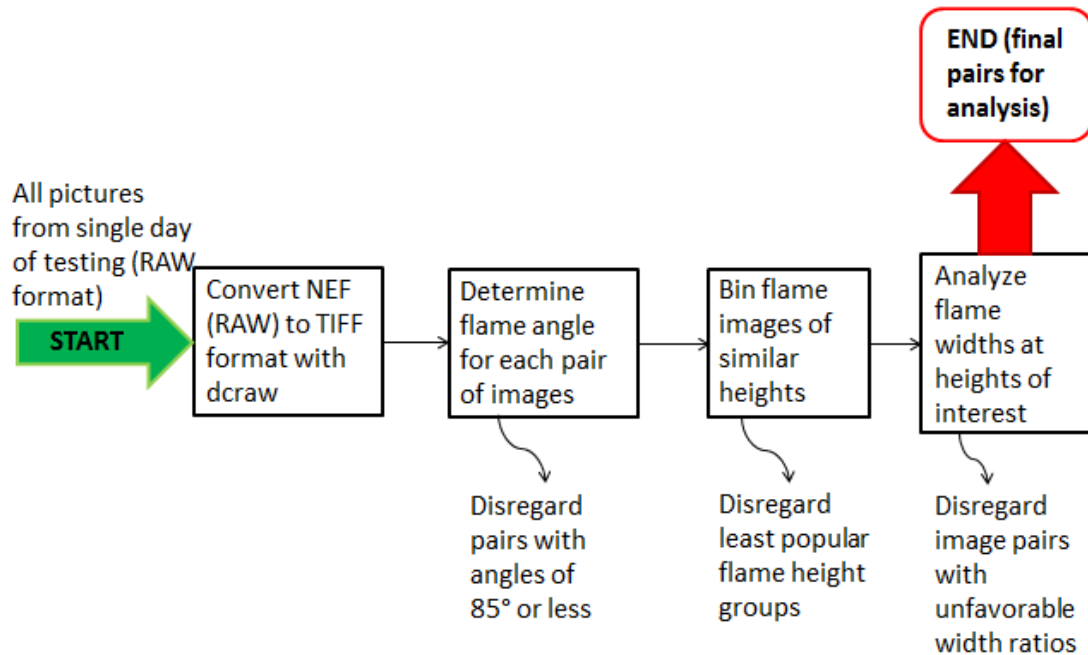 All pictures
from single day
of testing (RAW
format)
START
Convert NEF
(RAW) to TIFF
format with
dcraw
Determine
flame angle
for each pair
of images
Disregard
pairs with
angles of
85° or less
Bin flame
images of
similar
heights
Disregard
least popular
flame height
groups
Analyze
flame
widths at
heights of
interest
Disregard
image pairs
with
unfavorable
width ratios
END (final
pairs for
analysis)